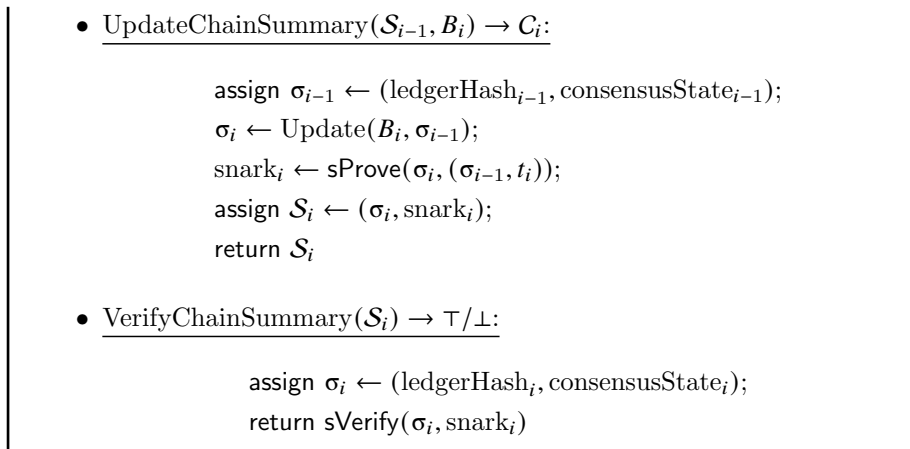 • UpdateChainSummary(𝒮ᵢ₋₁, Bᵢ) → 𝒞ᵢ:
assign σᵢ₋₁ ← (ledgerHashᵢ₋₁, consensusStateᵢ₋₁);
σᵢ ← Update(Bᵢ, σᵢ₋₁);
snarkᵢ ← sProve(σᵢ, (σᵢ₋₁, tᵢ));
assign 𝒮ᵢ ← (σᵢ, snarkᵢ);
return 𝒮ᵢ
• VerifyChainSummary(𝒮ᵢ) → ⊤/⊥:
assign σᵢ ← (ledgerHashᵢ, consensusStateᵢ);
return sVerify(σᵢ, snarkᵢ)